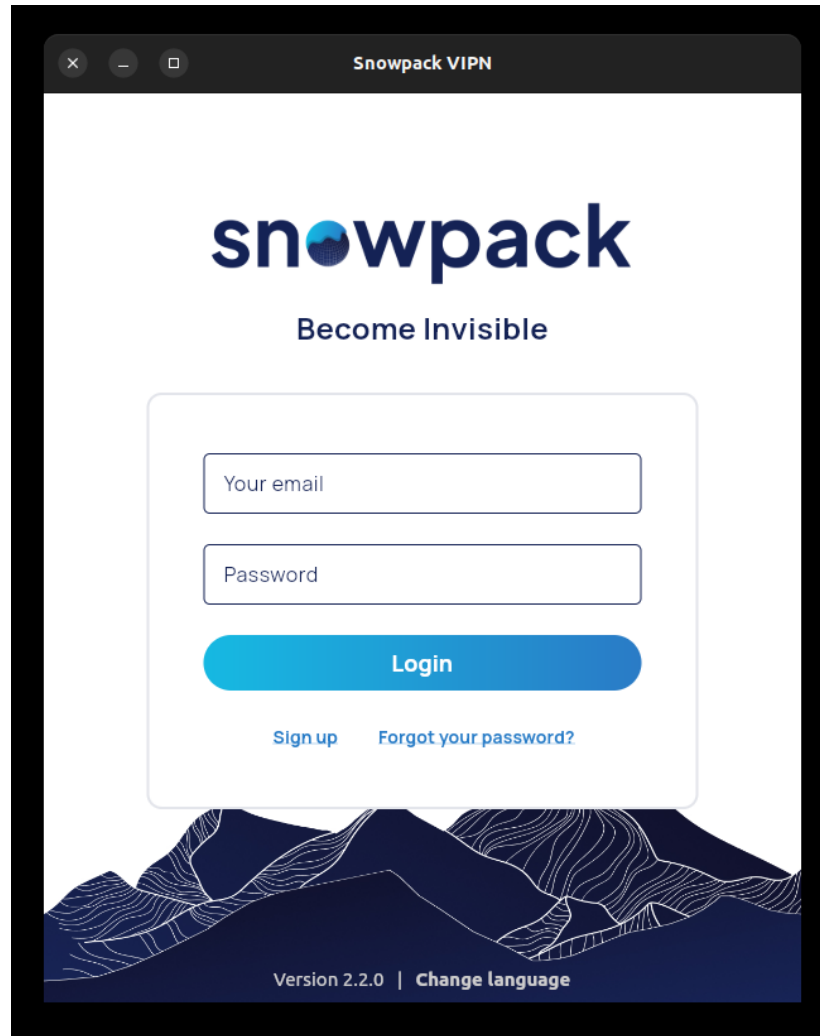 Snowpack VIPN
snowpack
Become Invisible
Your email
Password
Login
Sign up Forgot your password?
Version 2.2.0 | Change language